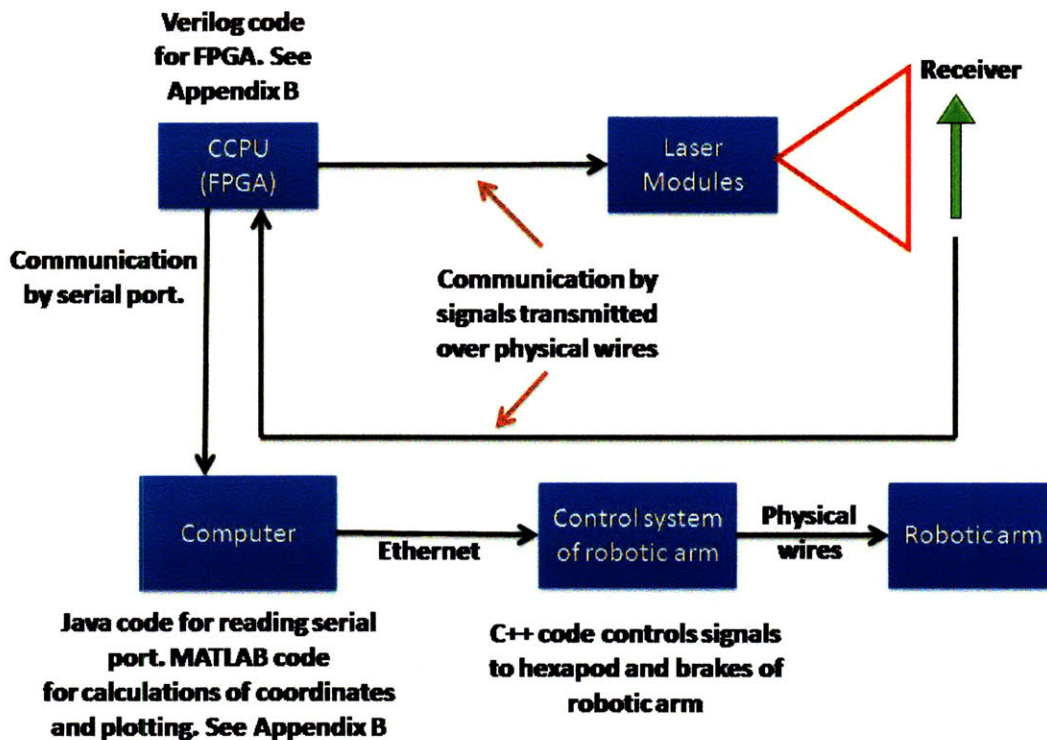 Verilog code
for FPGA. See
Appendix B
Receiver
CCPU
(FPGA)
Laser
Modules
Communication
by serial port.
Communication by
signals transmitted
over physical wires
Computer
Ethernet
Control system
of robotic arm
Physical
wires
Robotic arm
Java code for reading serial
port. MATLAB code
for calculations of coordinates
and plotting. See Appendix B
C++ code controls signals
to hexapod and brakes of
robotic arm